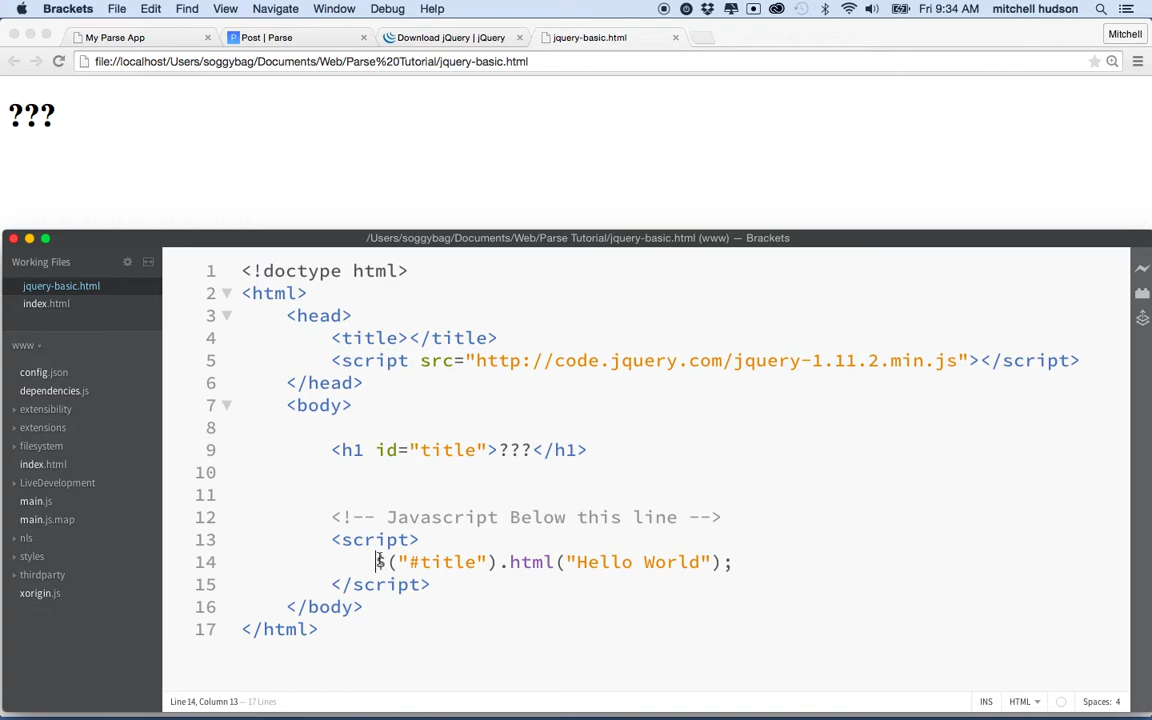 Brackets File Edit View Navigate Window Debug Help Fri 9:34 AM mitchell hudson
My Parse App Post | Parse Download jQuery | jQuery jquery-basic.html Mitchell
file://localhost/Users/soggybag/Documents/Web/Parse%20Tutorial/jquery-basic.html
???
/Users/soggybag/Documents/Web/Parse Tutorial/jquery-basic.html (www) — Brackets
Working Files
jquery-basic.html
index.html
www
config.json
dependencies.js
extensibility
extensions
filesystem
index.html
LiveDevelopment
main.js
main.js.map
nls
styles
thirdparty
xorigin.js
1 <!doctype html>
2 <html>
3 <head>
4 <title></title>
5 <script src="http://code.jquery.com/jquery-1.11.2.min.js"></script>
6 </head>
7 <body>
8
9 <h1 id="title">???</h1>
10
11
12 <!-- Javascript Below this line -->
13 <script>
14 $("#title").html("Hello World");
15 </script>
16 </body>
17 </html>
Line 14, Column 13 — 17 Lines INS HTML Spaces: 4